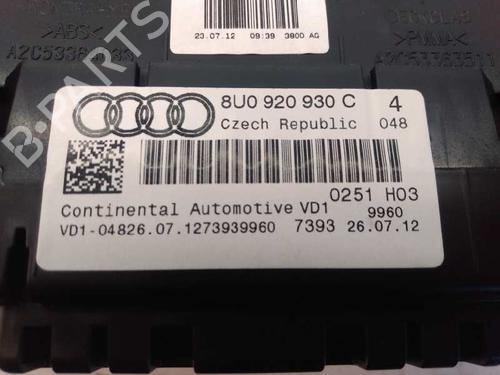 23.07.12 09:39 3800 AG
>ABS<
>PMMA<
A2C53363511
8U0 920 930 C 4
Czech Republic 048
0251 H03
Continental Automotive VD1 9960
VD1-04826.07.1273939960 7393 26.07.12
B-PARTS